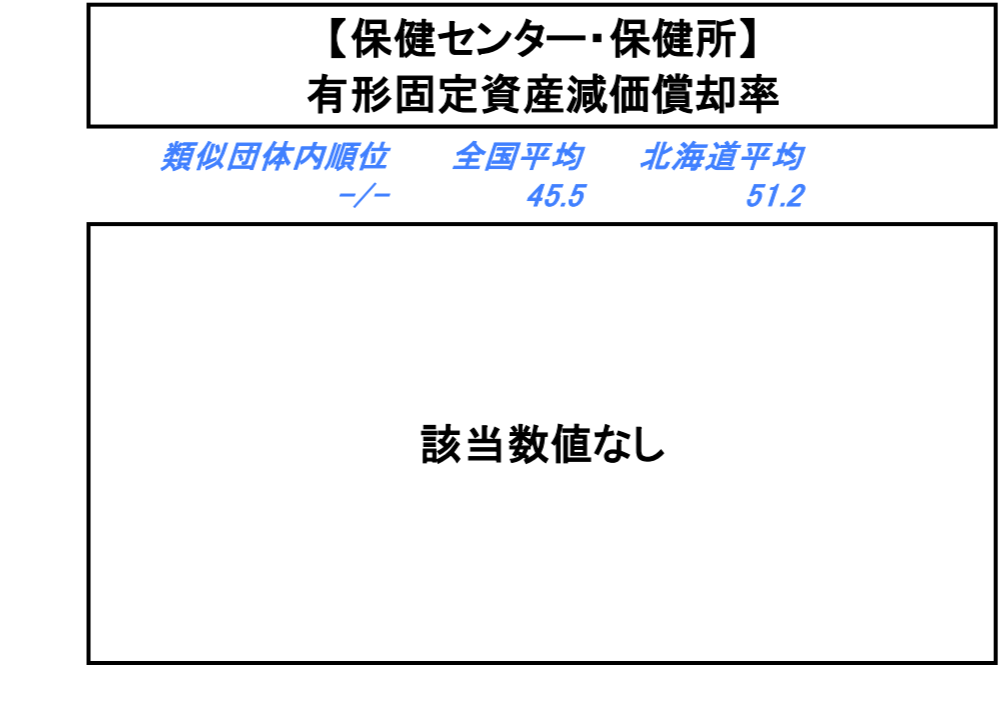 【保健センター・保健所】
有形固定資産減価償却率
類似団体内順位 全国平均 北海道平均
-/- 45.5 51.2
該当数値なし